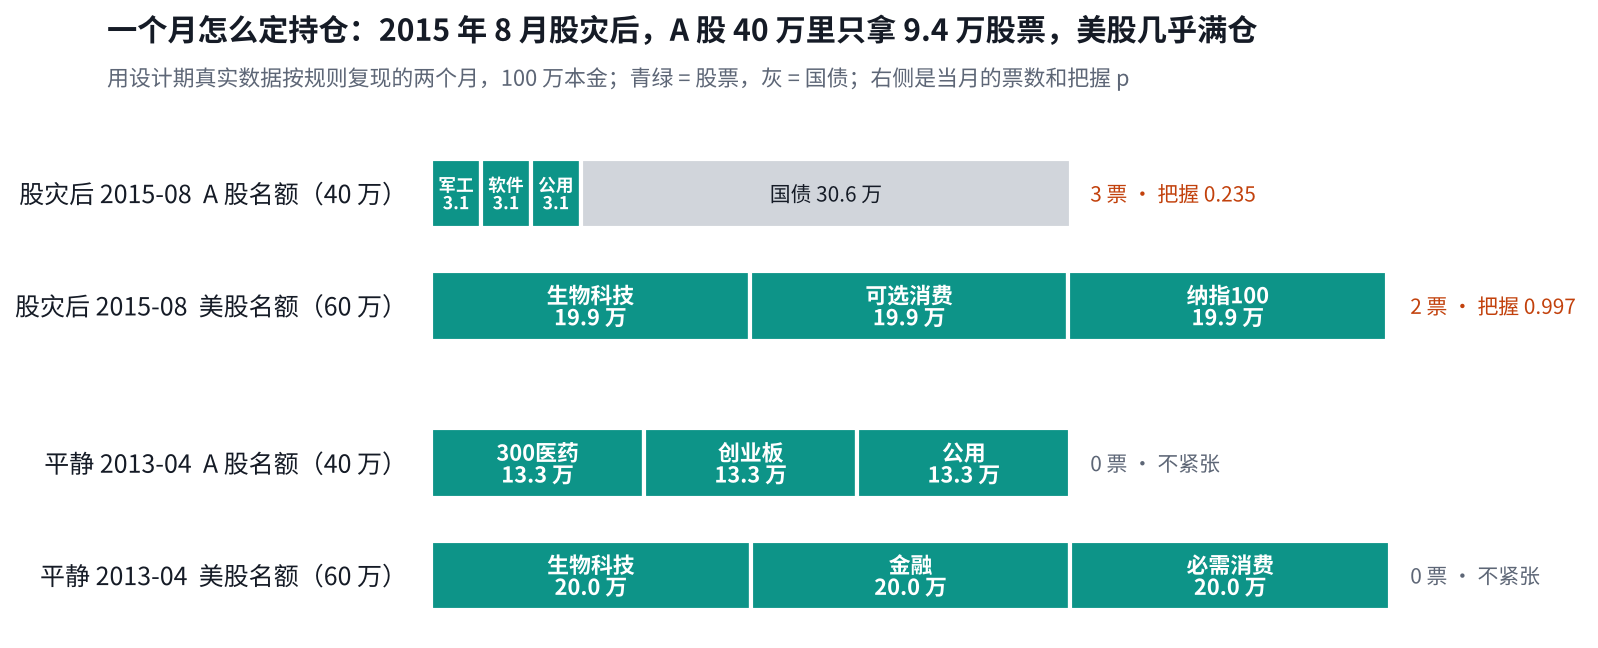 一个月怎么定持仓：2015 年 8 月股灾后，A 股 40 万里只拿 9.4 万股票，美股几乎满仓
用设计期真实数据按规则复现的两个月，100 万本金；青绿 = 股票，灰 = 国债；右侧是当月的票数和把握 p
股灾后 2015-08 A 股名额（40 万）
军工
3.1
软件
3.1
公用
3.1
国债 30.6 万
3 票 · 把握 0.235
股灾后 2015-08 美股名额（60 万）
生物科技
19.9 万
可选消费
19.9 万
纳指100
19.9 万
2 票 · 把握 0.997
平静 2013-04 A 股名额（40 万）
300医药
13.3 万
创业板
13.3 万
公用
13.3 万
0 票 · 不紧张
平静 2013-04 美股名额（60 万）
生物科技
20.0 万
金融
20.0 万
必需消费
20.0 万
0 票 · 不紧张